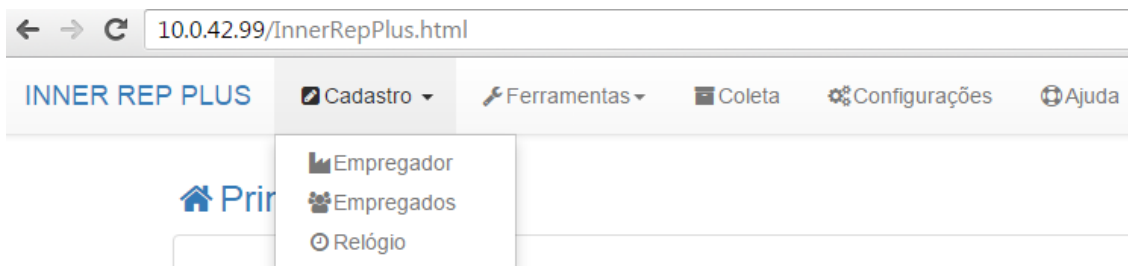 10.0.42.99/InnerRepPlus.html
INNER REP PLUS Cadastro Ferramentas Coleta Configurações Ajuda
Empregador
Empregados
Relógio